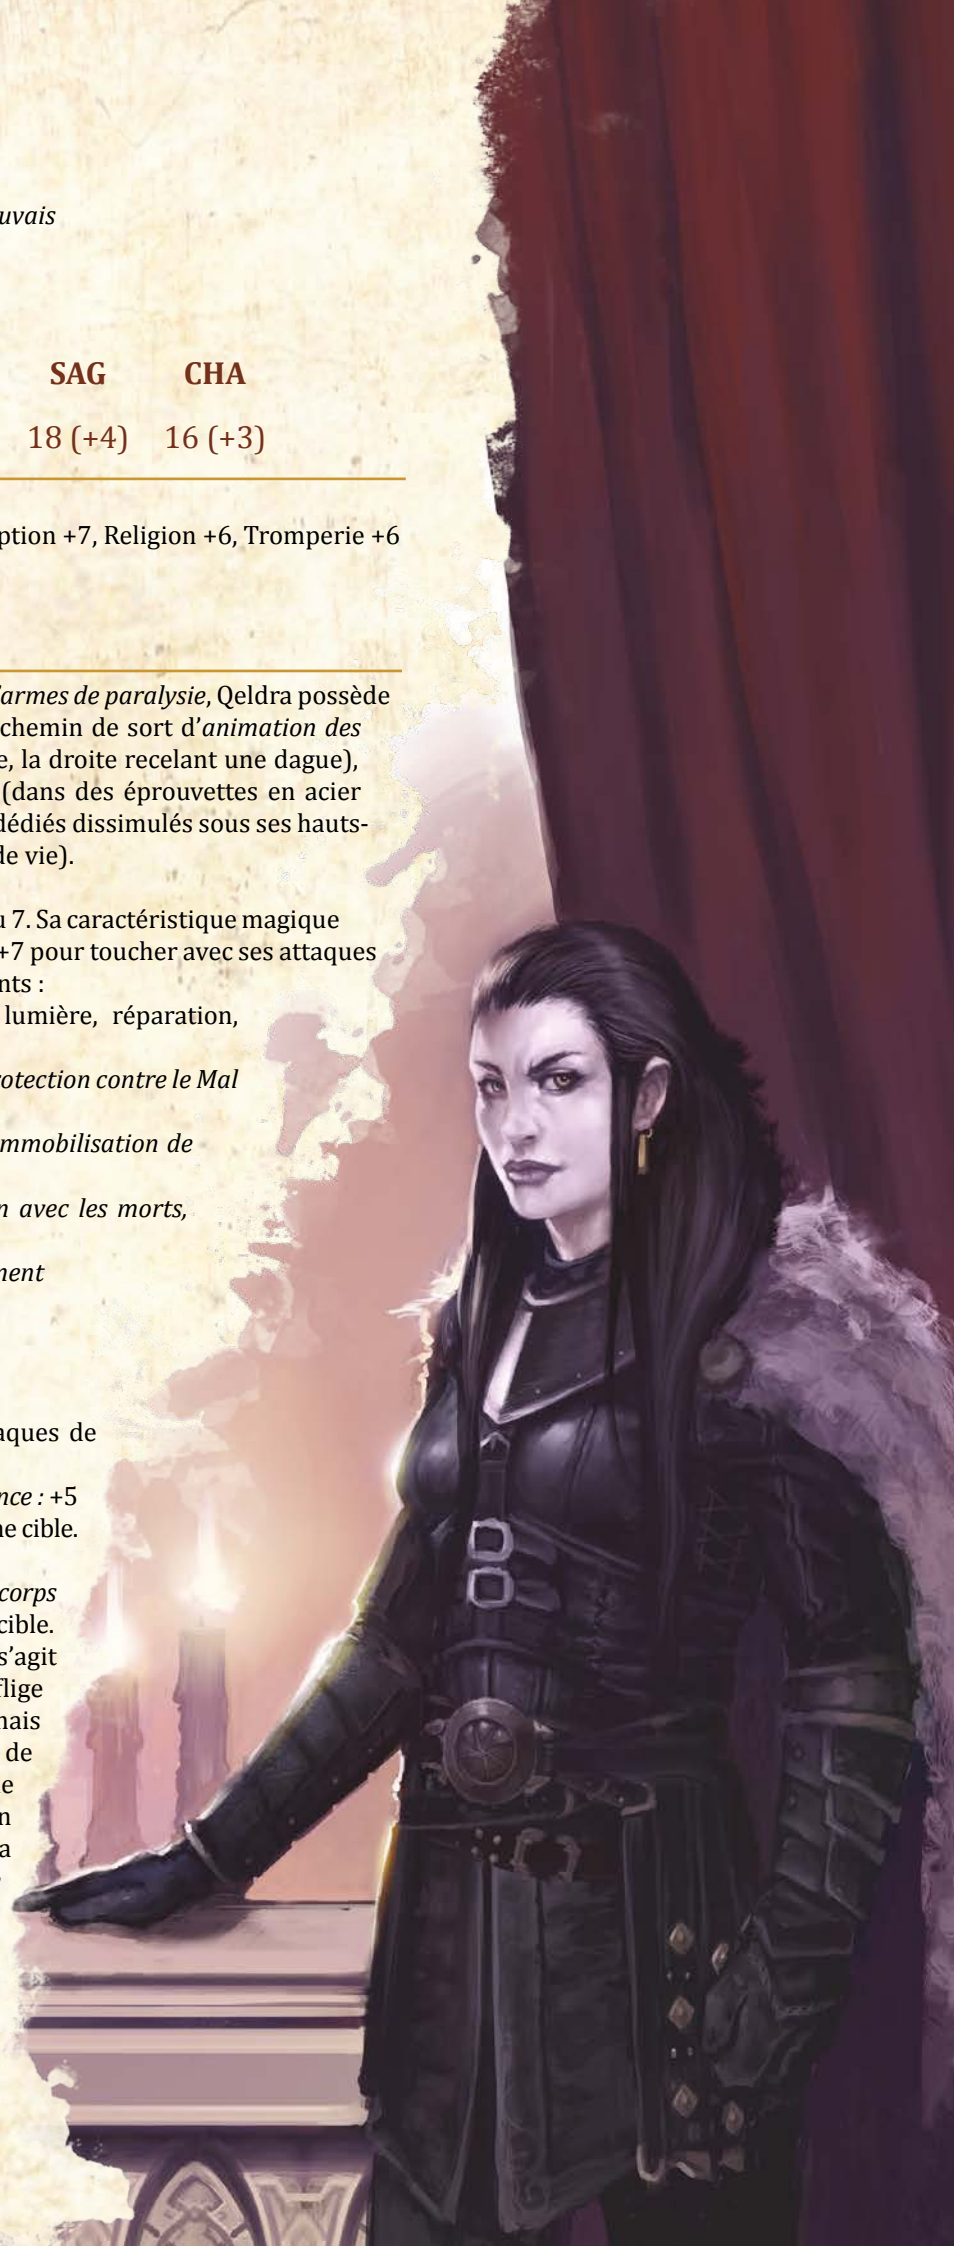 uvais
SAG CHA
18 (+4) 16 (+3)
ption +7, Religion +6, Tromperie +6
’armes de paralysie, Qeldra possède
chemin de sort d’animation des
e, la droite recelant une dague),
(dans des éprouvettes en acier
dédiés dissimulés sous ses hauts-
de vie).
u 7. Sa caractéristique magique
+7 pour toucher avec ses attaques
nts :
lumière, réparation,
rotection contre le Mal
mmobilisation de
n avec les morts,
ment
aques de
nce : +5
ne cible.
corps
cible.
s’agit
flige
mais
de
e
n
a